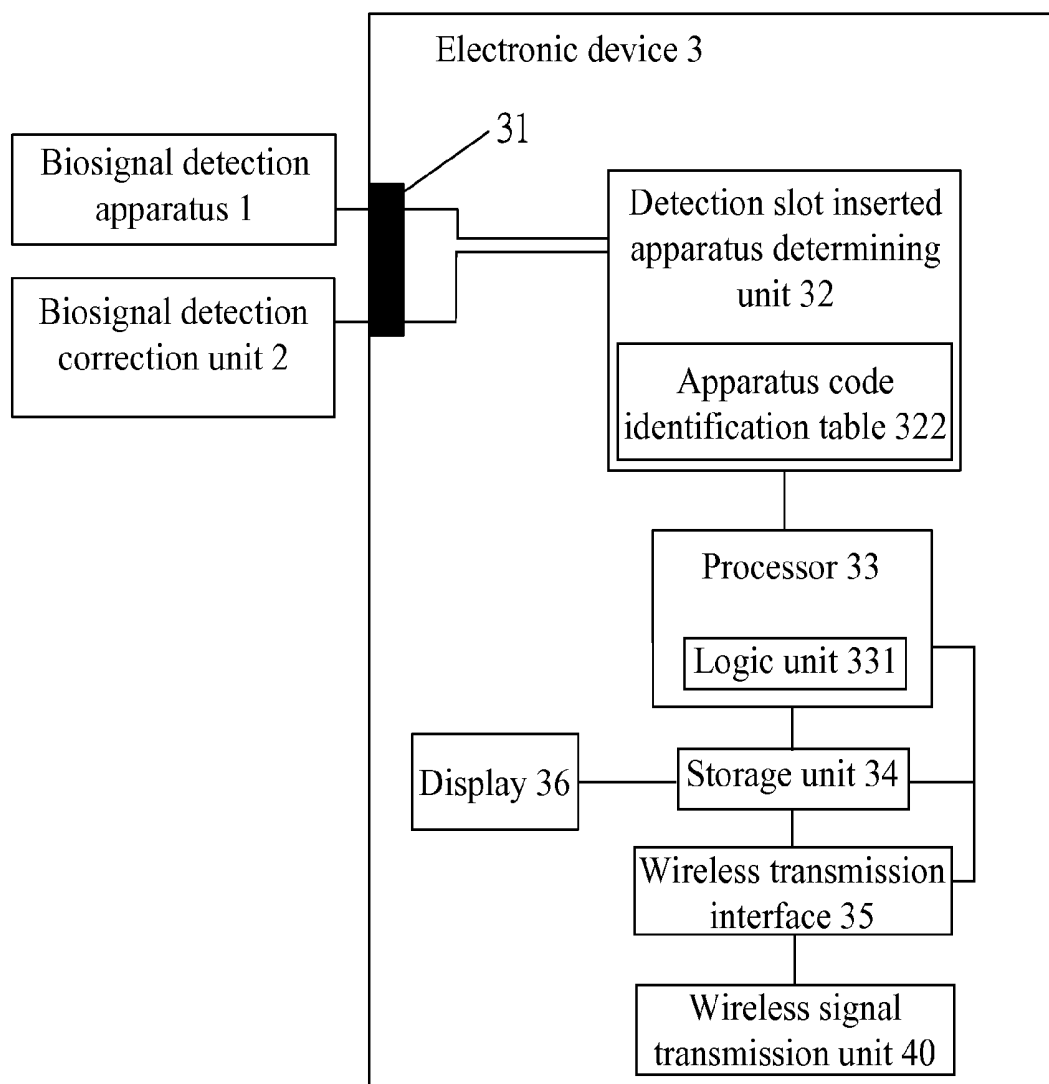 Electronic device 3
31
Biosignal detection
apparatus 1
Biosignal detection
correction unit 2
Detection slot inserted
apparatus determining
unit 32
Apparatus code
identification table 322
Processor 33
Logic unit 331
Display 36
Storage unit 34
Wireless transmission
interface 35
Wireless signal
transmission unit 40